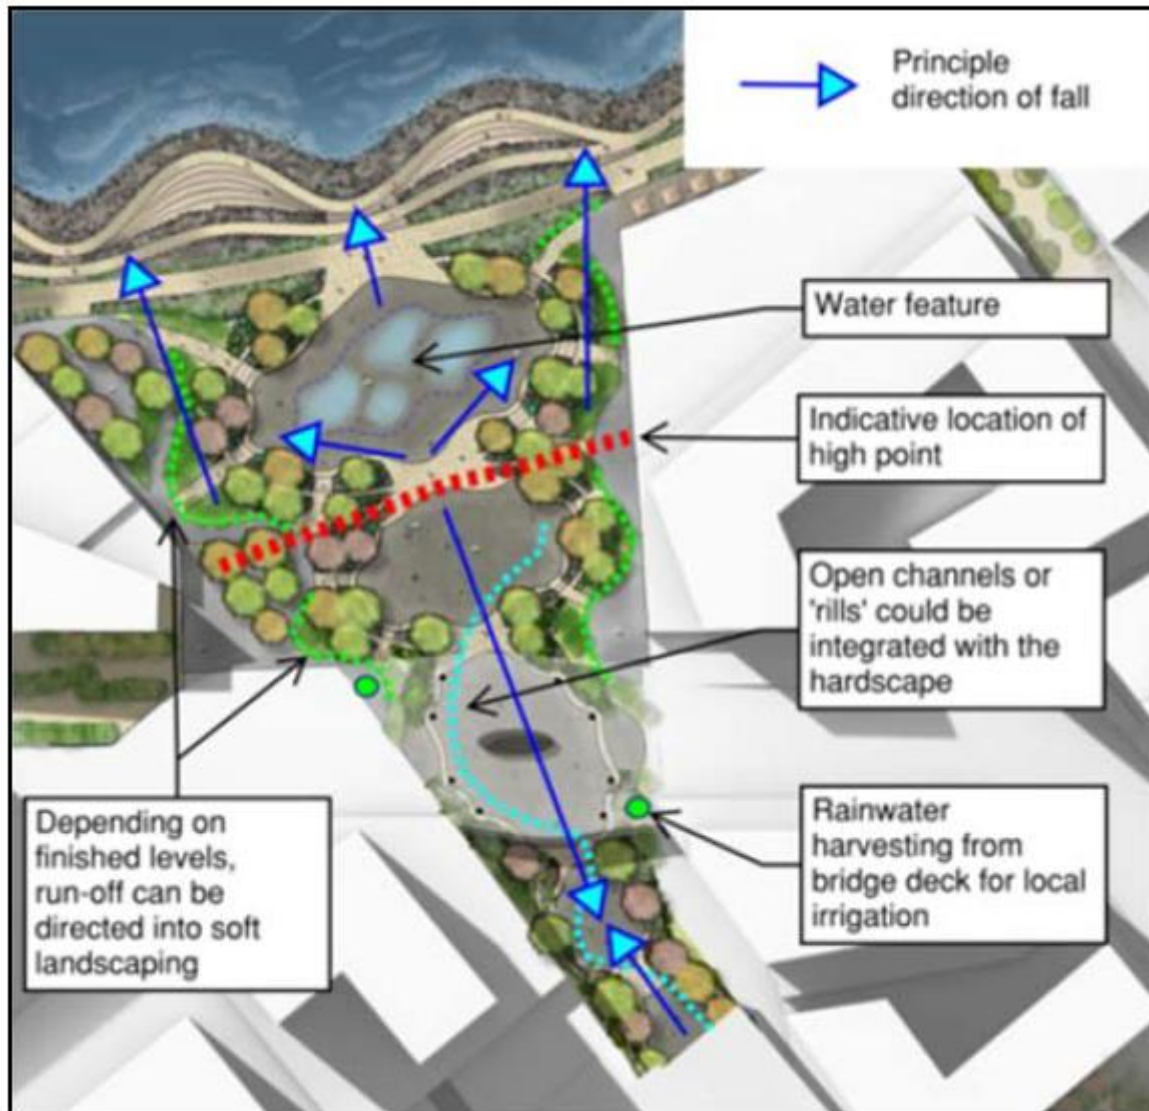 Principle
direction of fall
Water feature
Indicative location of
high point
Open channels or
'rills' could be
integrated with the
hardscape
Rainwater
harvesting from
bridge deck for local
irrigation
Depending on
finished levels,
run-off can be
directed into soft
landscaping